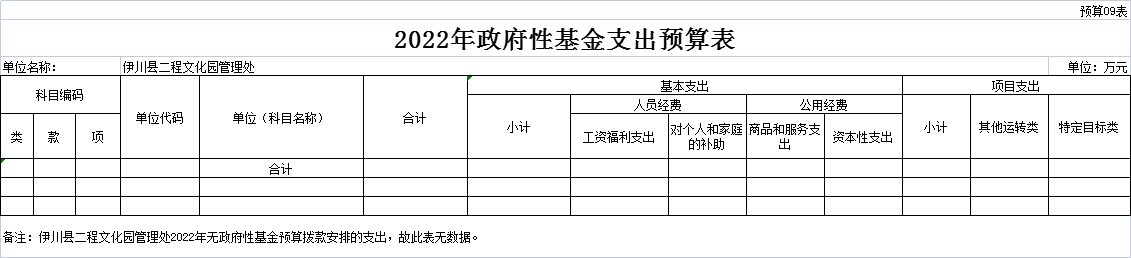 预算09表
2022年政府性基金支出预算表
单位名称： 伊川县二程文化园管理处 单位：万元
科目编码 单位代码 单位（科目名称） 合计 基本支出 项目支出
小计 人员经费 公用经费 小计 其他运转类 特定目标类
类 款 项 工资福利支出 对个人和家庭的补助 商品和服务支出 资本性支出
合计
备注：伊川县二程文化园管理处2022年无政府性基金预算拨款安排的支出，故此表无数据。